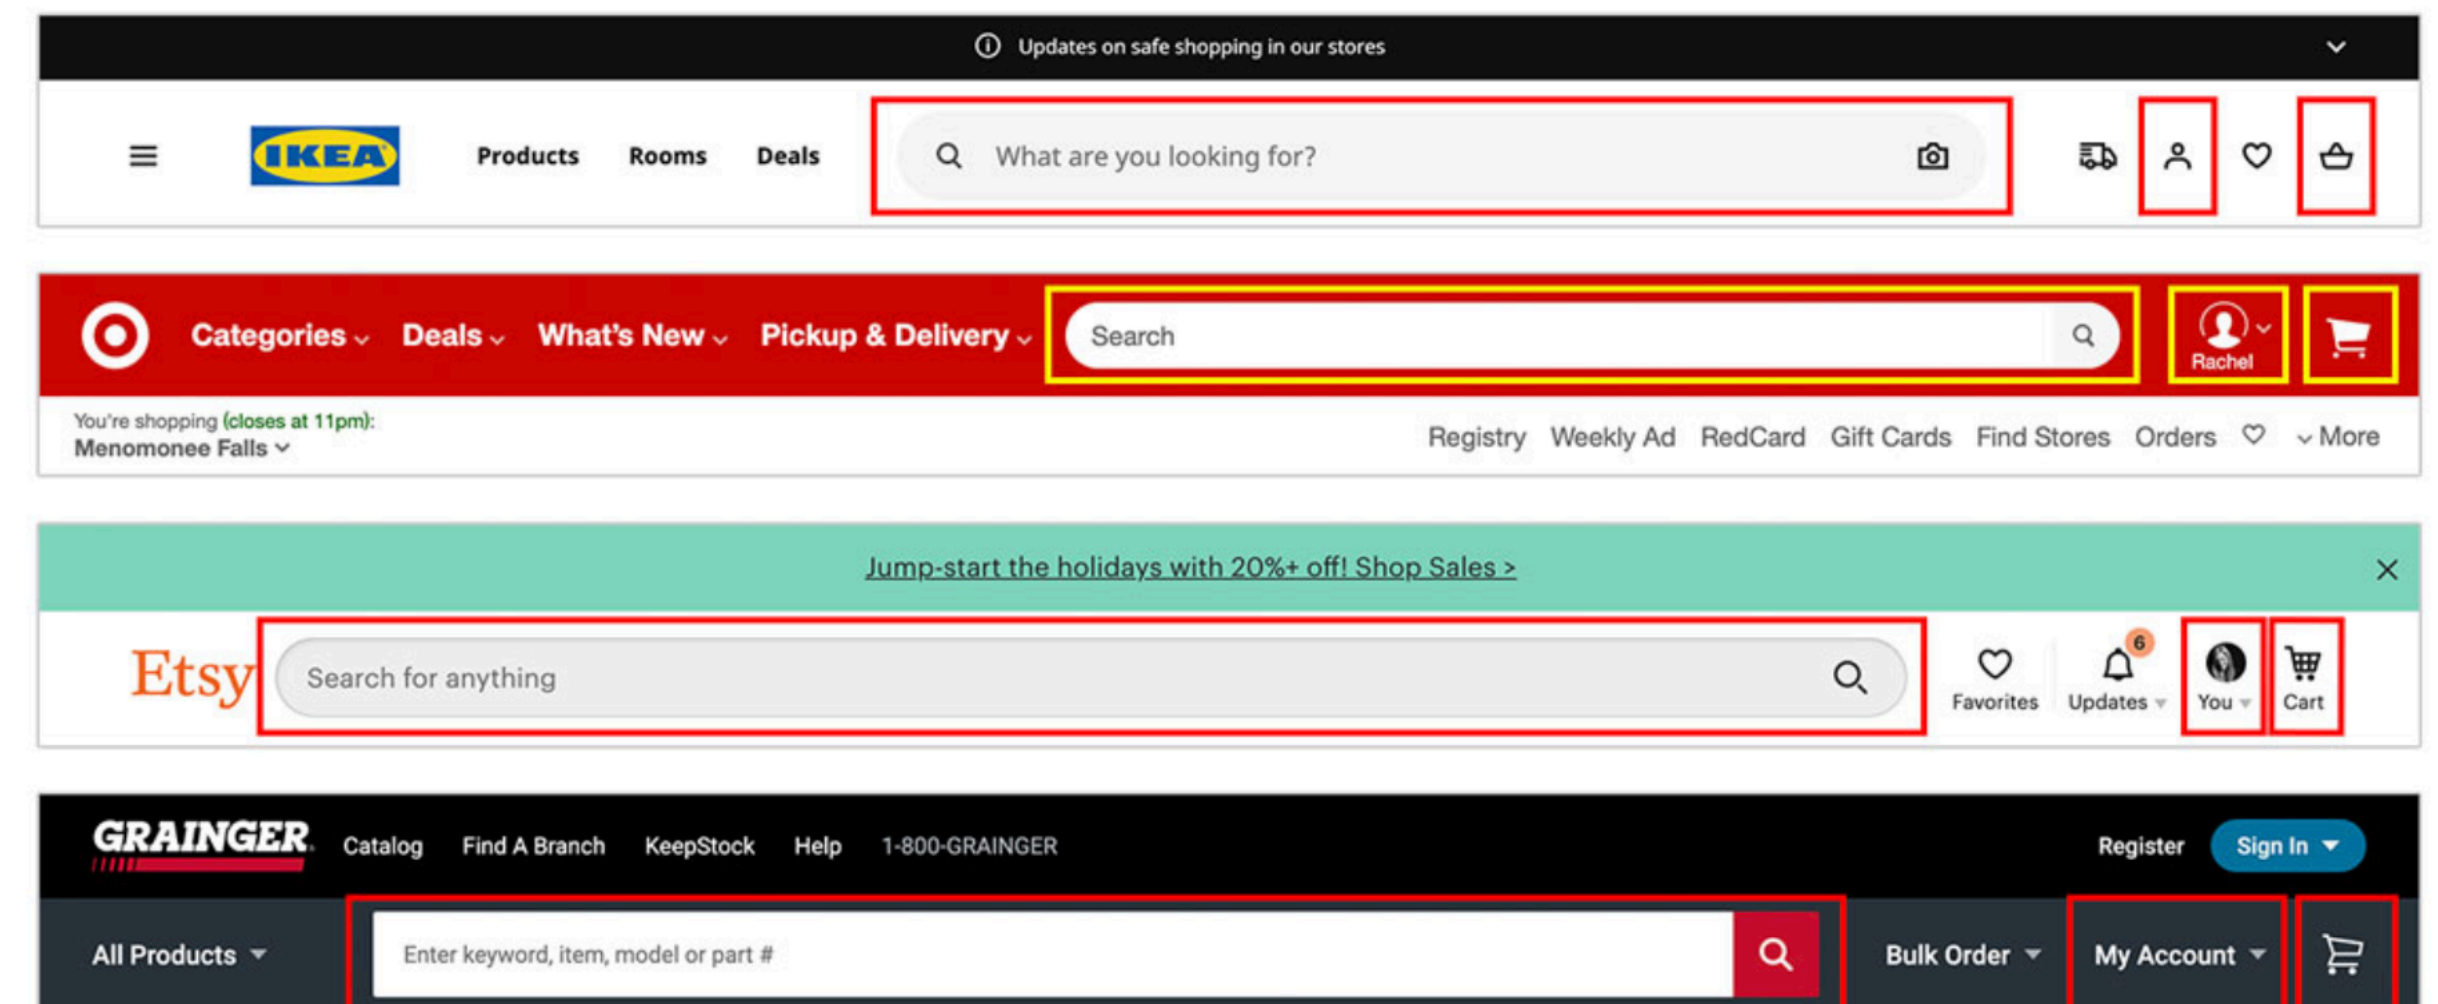 Updates on safe shopping in our stores
IKEA Products Rooms Deals What are you looking for?
Categories Deals What's New Pickup & Delivery Search Rachel
You're shopping (closes at 11pm):
Menomonee Falls
Registry Weekly Ad RedCard Gift Cards Find Stores Orders More
Jump-start the holidays with 20%+ off! Shop Sales >
Etsy Search for anything Favorites Updates 6 You Cart
GRAINGER Catalog Find A Branch KeepStock Help 1-800-GRAINGER Register Sign In
All Products Enter keyword, item, model or part # Bulk Order My Account